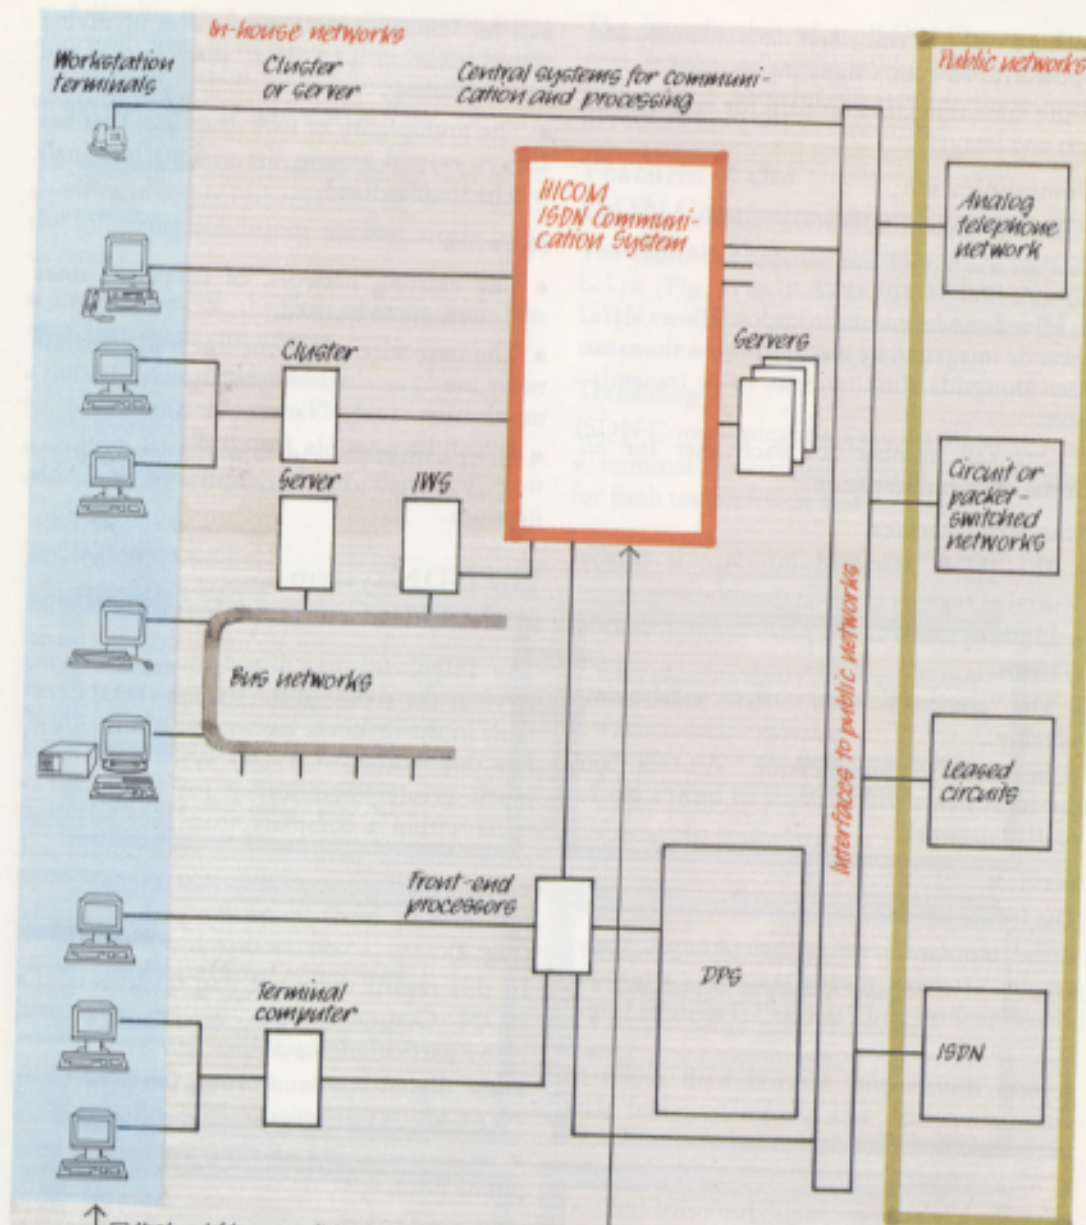 In-house networks
Public networks
Workstation
terminals
Cluster
or server
Central systems for communi-
cation and processing
HICOM
ISDN Communi-
cation System
Analog
telephone
network
Servers
Cluster
Server
IWS
Circuit or
packet-
switched
networks
Bus networks
Interfaces to public networks
Leased
circuits
Front-end
processors
DPS
Terminal
computer
ISDN